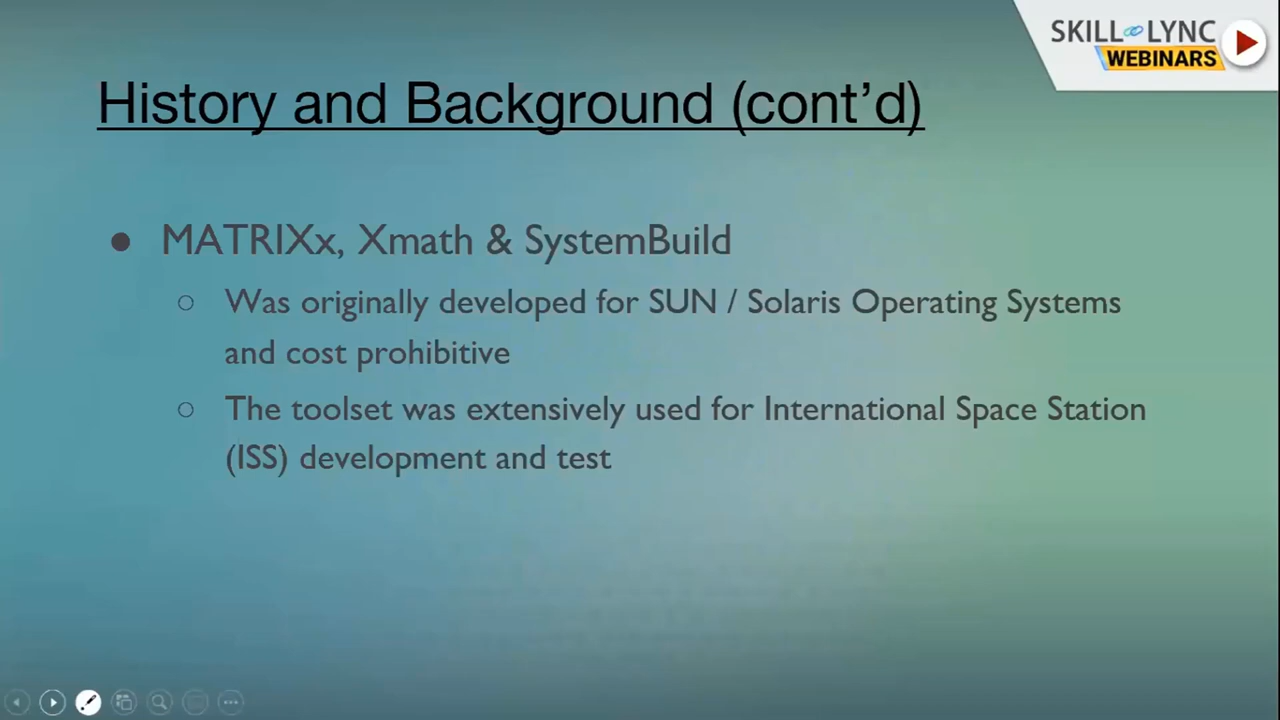 SKILL LYNC
WEBINARS
History and Background (cont’d)
● MATRIXx, Xmath & SystemBuild
○ Was originally developed for SUN / Solaris Operating Systems
and cost prohibitive
○ The toolset was extensively used for International Space Station
(ISS) development and test